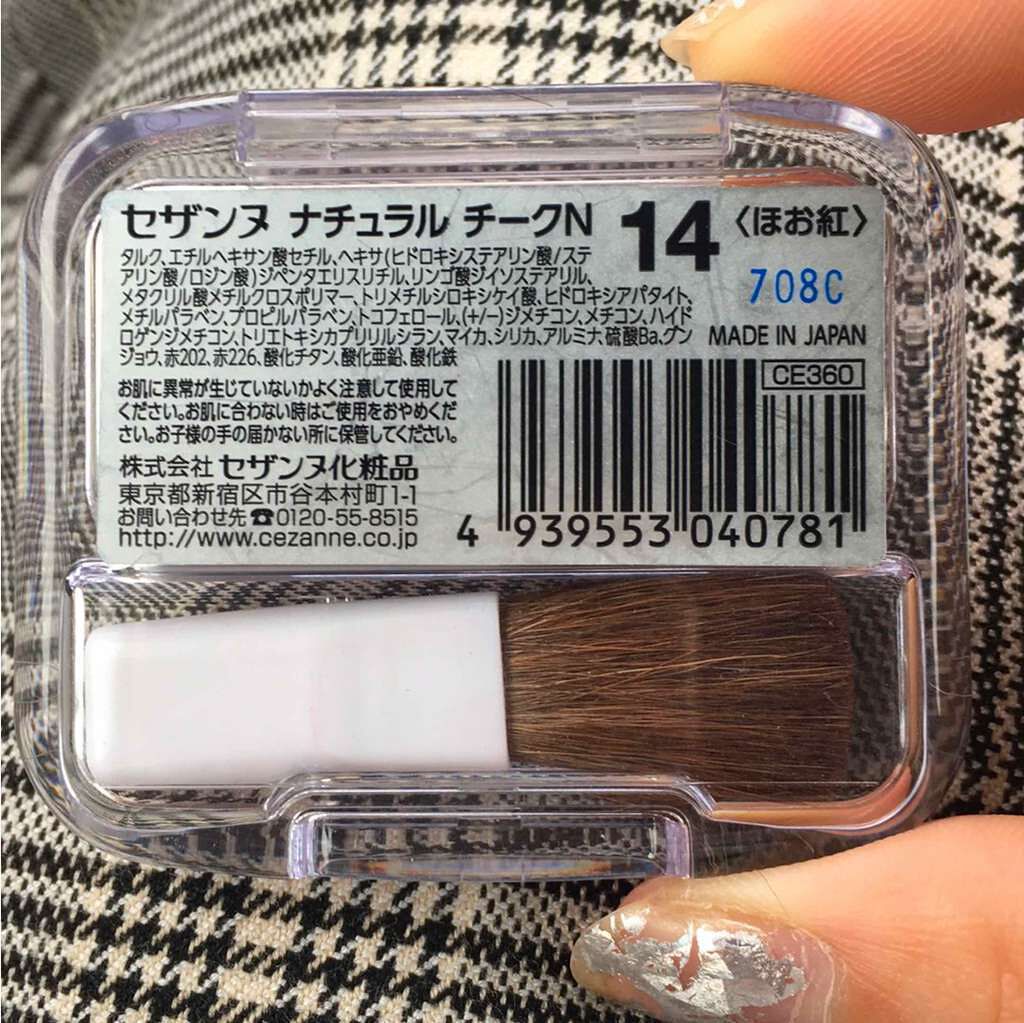 セザンヌ ナチュラル チークN 14 〈ほお紅〉
タルク、エチルヘキサン酸セチル、ヘキサ(ヒドロキシステアリン酸/ステ
アリン酸/ロジン酸)ジペンタエリスリチル、リンゴ酸ジイソステアリル、
メタクリル酸メチルクロスポリマー、トリメチルシロキシケイ酸、ヒドロキシアパタイト、
メチルパラベン、プロピルパラベン、トコフェロール、(+/−)ジメチコン、メチコン、ハイド
ロゲンジメチコン、トリエトキシカプリリルシラン、マイカ、シリカ、アルミナ、硫酸Ba、グン
ジョウ、赤202、赤226、酸化チタン、酸化亜鉛、酸化鉄
708C
MADE IN JAPAN
CE360
お肌に異常が生じていないかよく注意して使用して
ください。お肌に合わない時はご使用をおやめくだ
さい。お子様の手の届かない所に保管してください。
株式会社 セザンヌ化粧品
東京都新宿区市谷本村町1-1
お問い合わせ先☎0120-55-8515
http://www.cezanne.co.jp
4 939553 040781